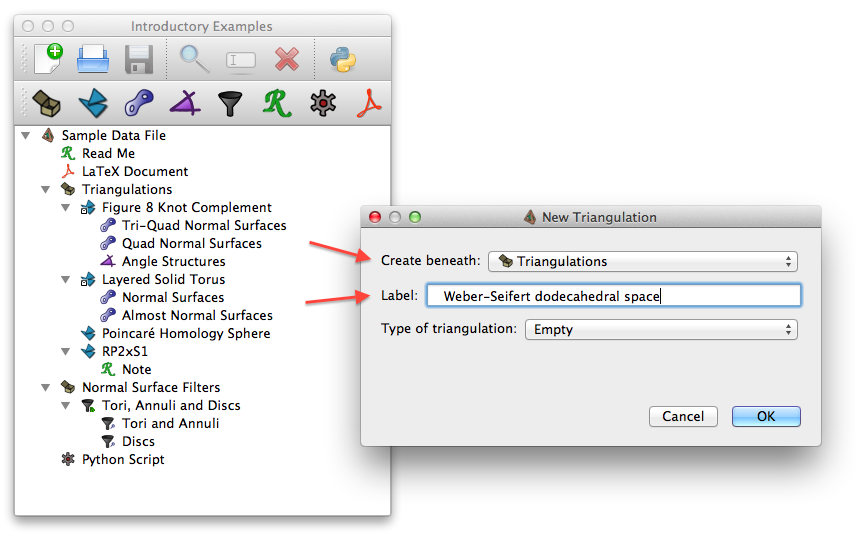 Introductory Examples
Sample Data File
Read Me
LaTeX Document
Triangulations
Figure 8 Knot Complement
Tri-Quad Normal Surfaces
Quad Normal Surfaces
Angle Structures
Layered Solid Torus
Normal Surfaces
Almost Normal Surfaces
Poincaré Homology Sphere
RP2xS1
Note
Normal Surface Filters
Tori, Annuli and Discs
Tori and Annuli
Discs
Python Script
New Triangulation
Create beneath: Triangulations
Label: Weber-Seifert dodecahedral space
Type of triangulation: Empty
Cancel OK